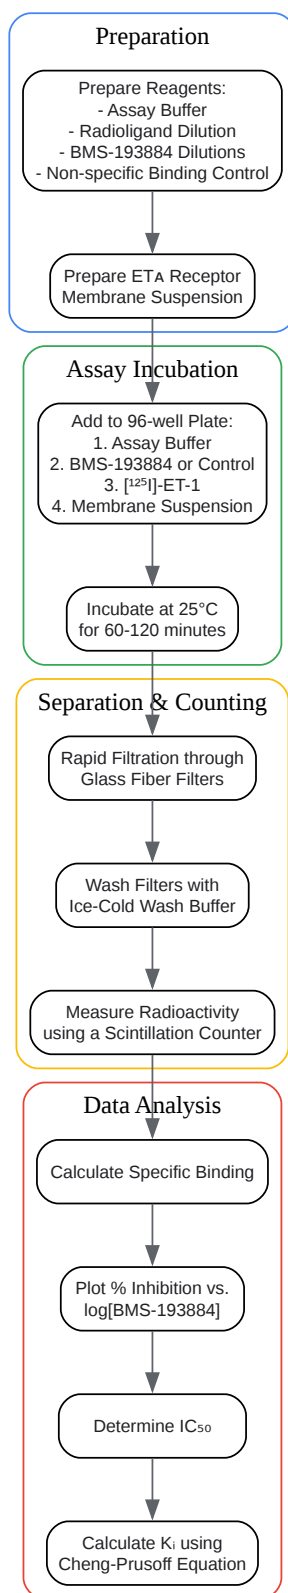 Preparation
Prepare Reagents:
- Assay Buffer
- Radioligand Dilution
- BMS-193884 Dilutions
- Non-specific Binding Control
Prepare ETᴀ Receptor
Membrane Suspension
Assay Incubation
Add to 96-well Plate:
1. Assay Buffer
2. BMS-193884 or Control
3. [¹²⁵I]-ET-1
4. Membrane Suspension
Incubate at 25°C
for 60-120 minutes
Separation & Counting
Rapid Filtration through
Glass Fiber Filters
Wash Filters with
Ice-Cold Wash Buffer
Measure Radioactivity
using a Scintillation Counter
Data Analysis
Calculate Specific Binding
Plot % Inhibition vs.
log[BMS-193884]
Determine IC₅₀
Calculate Kᵢ using
Cheng-Prusoff Equation